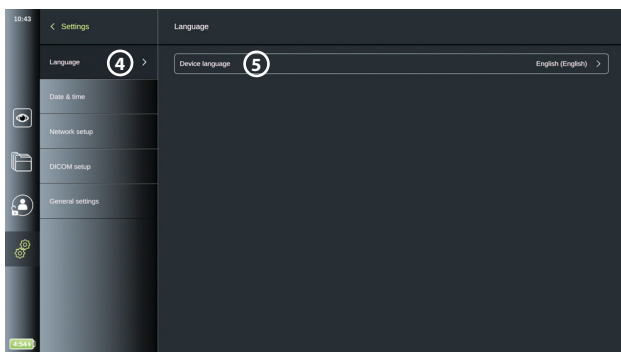 10:43
Settings
Language
Language 4
Device language 5 English (English)
Date & time
Network setup
DICOM setup
General settings
4:54